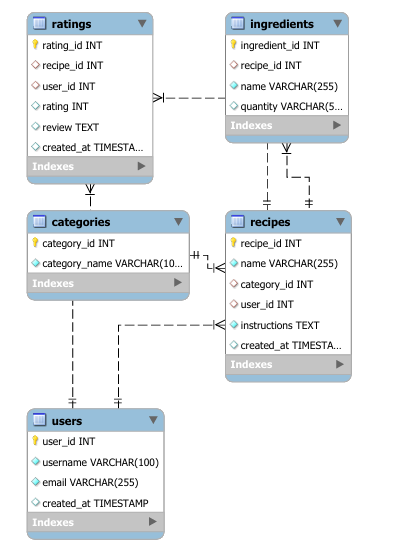 ratings
rating_id INT
recipe_id INT
user_id INT
rating INT
review TEXT
created_at TIMESTA...
Indexes
ingredients
ingredient_id INT
recipe_id INT
name VARCHAR(255)
quantity VARCHAR(5...
Indexes
categories
category_id INT
category_name VARCHAR(10...
Indexes
recipes
recipe_id INT
name VARCHAR(255)
category_id INT
user_id INT
instructions TEXT
created_at TIMESTA...
Indexes
users
user_id INT
username VARCHAR(100)
email VARCHAR(255)
created_at TIMESTAMP
Indexes